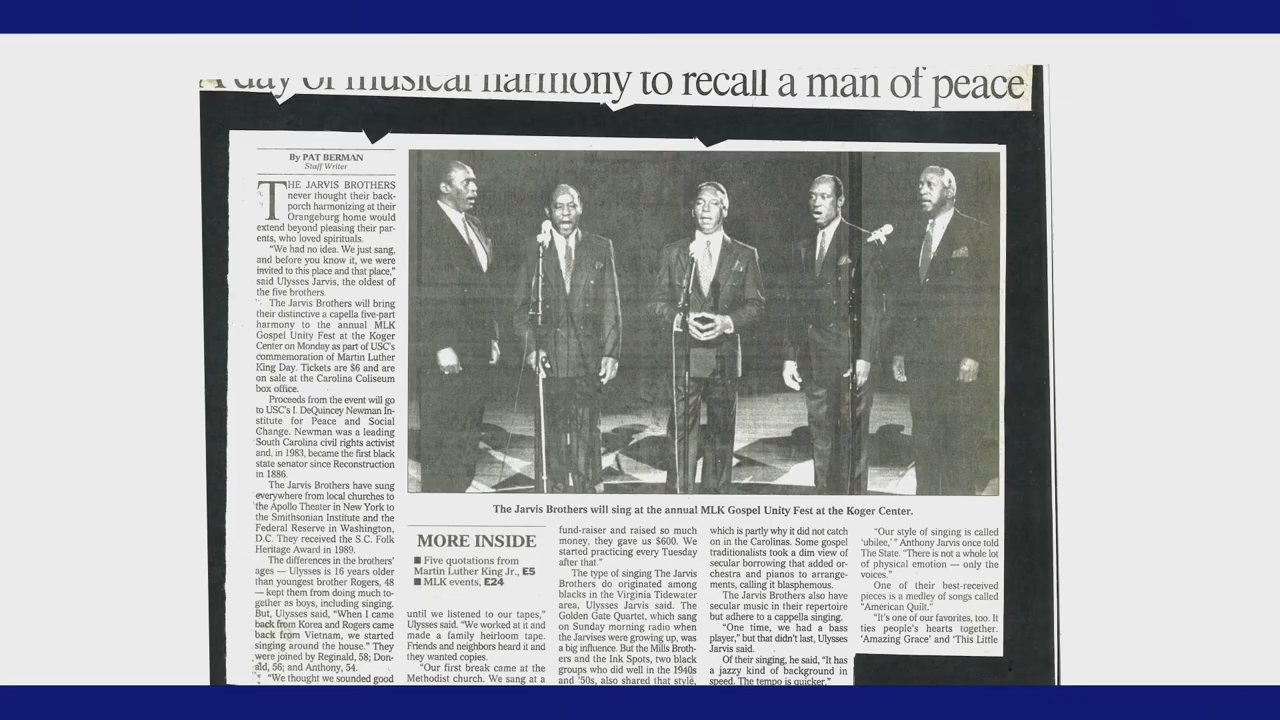 A day of musical harmony to recall a man of peace
By PAT BERMAN
Staff Writer
THE JARVIS BROTHERS
never thought their back-
porch harmonizing at their
Orangeburg home would
extend beyond pleasing their par-
ents, who loved spirituals.
"We had no idea. We just sang,
and before you know it, we were
invited to this place and that place,"
said Ulysses Jarvis, the oldest of
the five brothers.
The Jarvis Brothers will bring
their distinctive a capella five-part
harmony to the annual MLK
Gospel Unity Fest at the Koger
Center on Monday as part of USC's
commemoration of Martin Luther
King Day. Tickets are $6 and are
on sale at the Carolina Coliseum
box office.
Proceeds from the event will go
to USC's I. DeQuincey Newman In-
stitute for Peace and Social
Change. Newman was a leading
South Carolina civil rights activist
and, in 1983, became the first black
state senator since Reconstruction
in 1886.
The Jarvis Brothers have sung
everywhere from local churches to
the Apollo Theater in New York to
the Smithsonian Institute and the
Federal Reserve in Washington,
D.C. They received the S.C. Folk
Heritage Award in 1989.
The differences in the brothers'
ages — Ulysses is 16 years older
than youngest brother Rogers, 48
— kept them from doing much to-
gether as boys, including singing.
But, Ulysses said, "When I came
back from Korea and Rogers came
back from Vietnam, we started
singing around the house." They
were joined by Reginald, 58; Don-
ald, 56; and Anthony, 54.
"We thought we sounded good
The Jarvis Brothers will sing at the annual MLK Gospel Unity Fest at the Koger Center.
MORE INSIDE
■ Five quotations from
Martin Luther King Jr., E5
■ MLK events, E24
until we listened to our tapes,"
Ulysses said. "We worked at it and
made a family heirloom tape.
Friends and neighbors heard it and
they wanted copies.
"Our first break came at the
Methodist church. We sang at a
fund-raiser and raised so much
money, they gave us $600. We
started practicing every Tuesday
after that."
The type of singing The Jarvis
Brothers do originated among
blacks in the Virginia Tidewater
area, Ulysses Jarvis said. The
Golden Gate Quartet, which sang
on Sunday morning radio when
the Jarvises were growing up, was
a big influence. But the Mills Broth-
ers and the Ink Spots, two black
groups who did well in the 1940s
and '50s, also shared that style,
which is partly why it did not catch
on in the Carolinas. Some gospel
traditionalists took a dim view of
secular borrowing that added or-
chestra and pianos to arrange-
ments, calling it blasphemous.
The Jarvis Brothers also have
secular music in their repertoire
but adhere to a cappella singing.
"One time, we had a bass
player," but that didn't last, Ulysses
Jarvis said.
Of their singing, he said, "It has
a jazzy kind of background in
speed. The tempo is quicker."
"Our style of singing is called
'ubilee,' " Anthony Jarvis once told
The State. "There is not a whole lot
of physical emotion — only the
voices."
One of their best-received
pieces is a medley of songs called
"American Quilt."
"It's one of our favorites, too. It
ties people's hearts together.
'Amazing Grace' and 'This Little